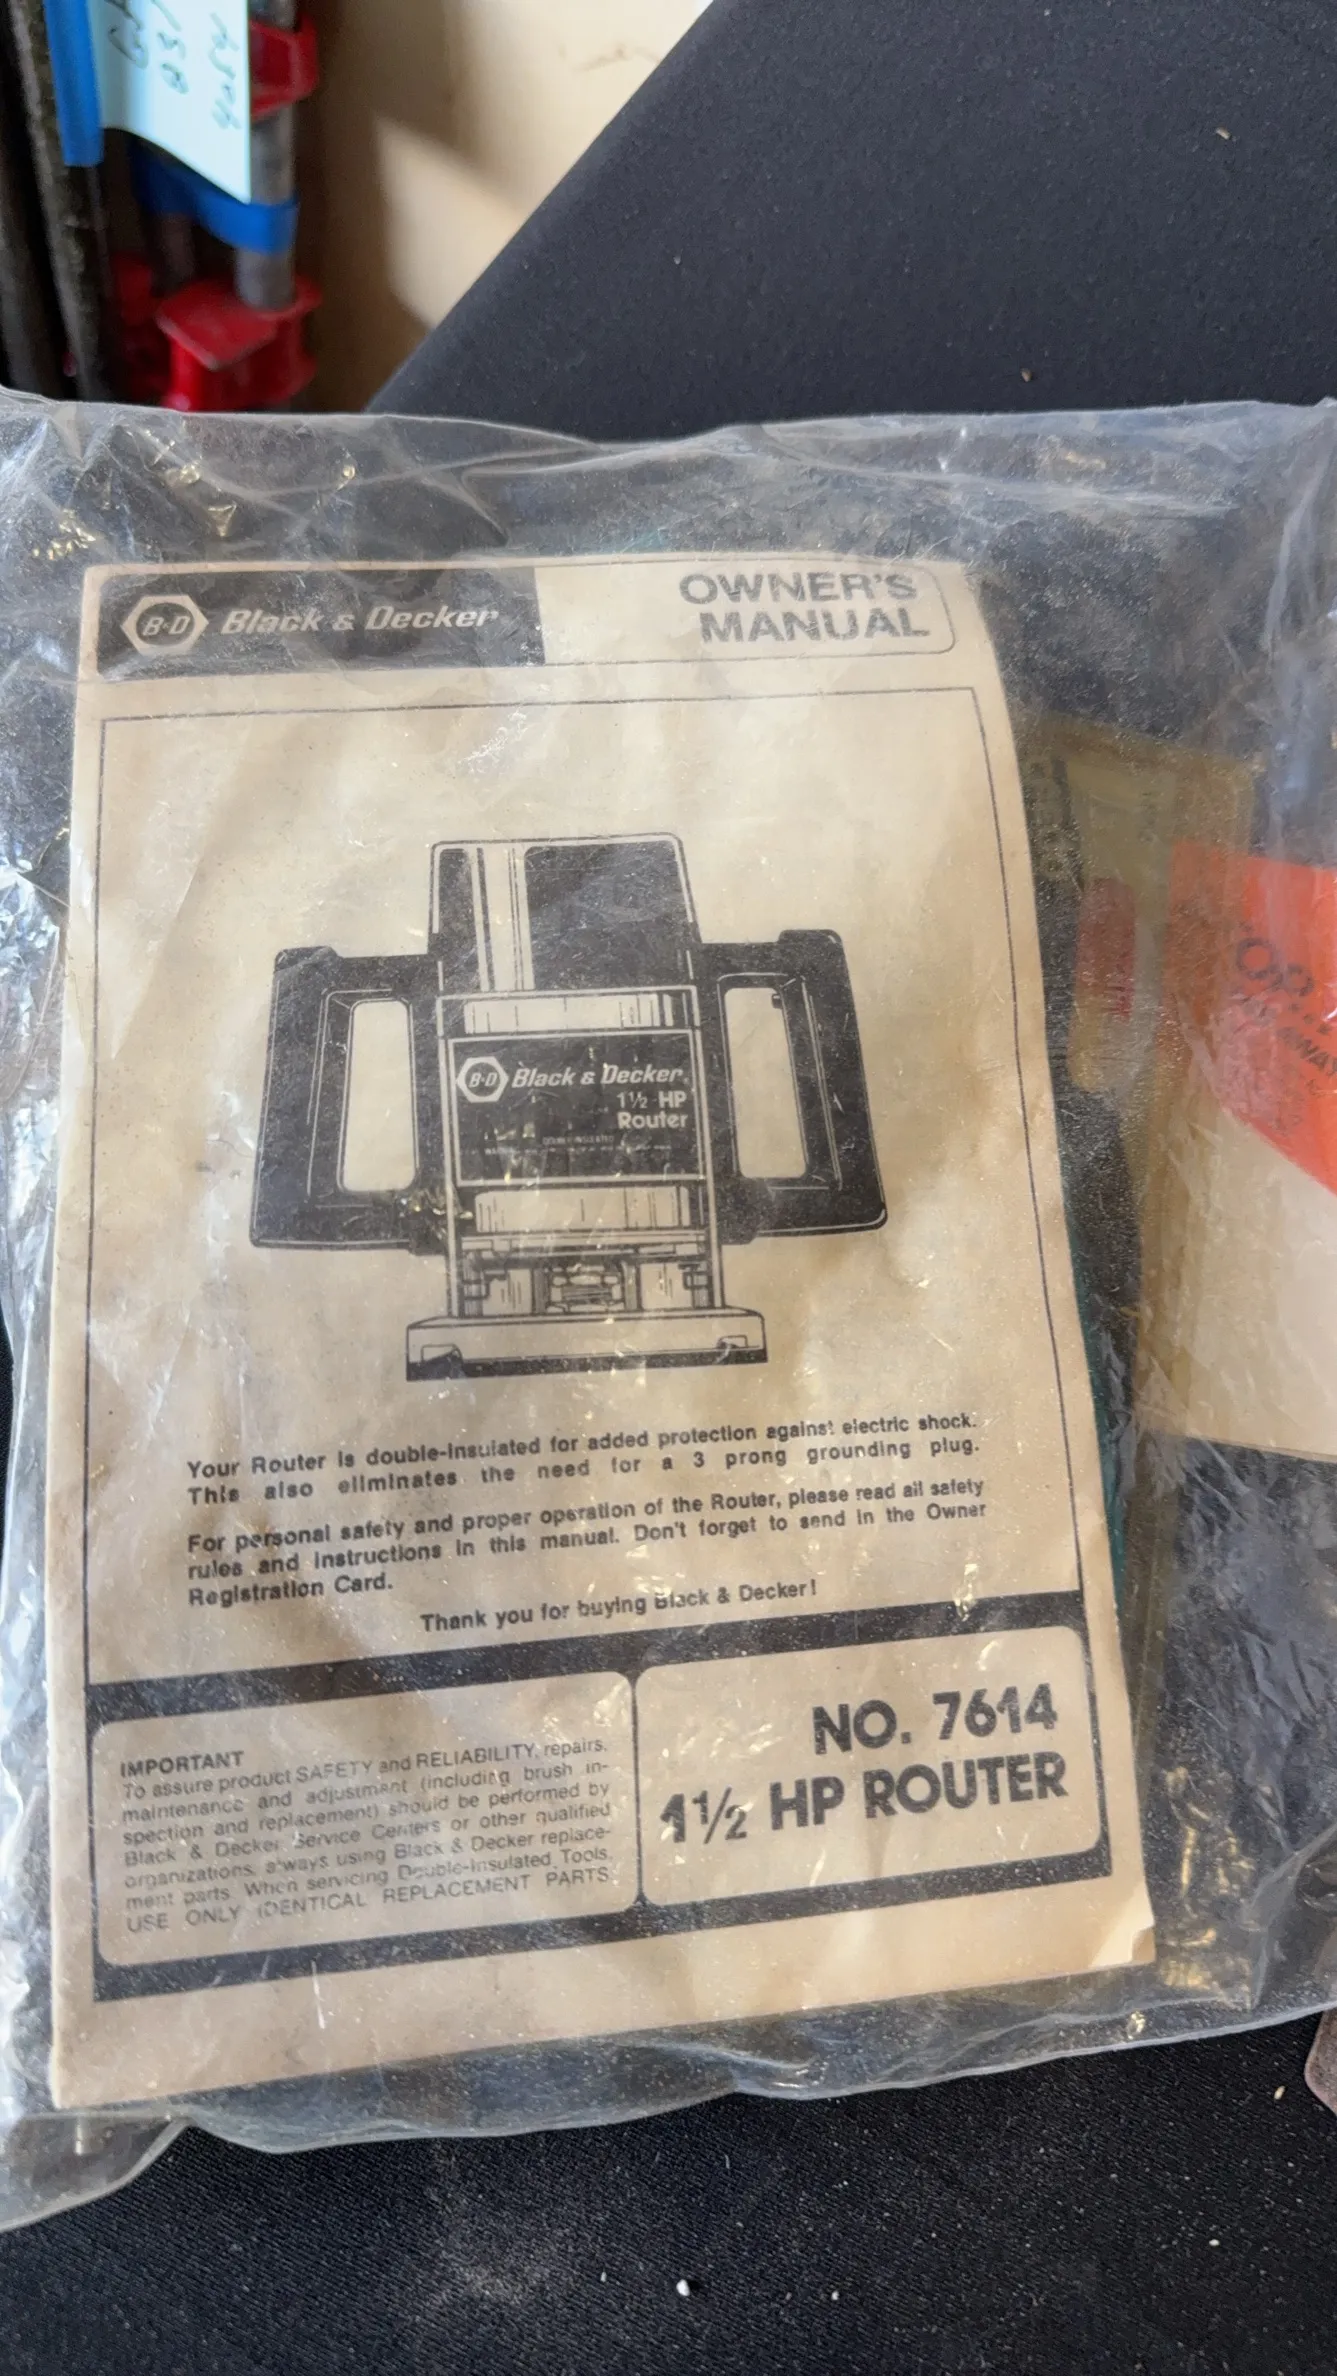 B·D Black & Decker
OWNER'S
MANUAL
B·D Black & Decker
1½ HP
Router
DOUBLE INSULATED
Your Router is double-insulated for added protection against electric shock.
This also eliminates the need for a 3 prong grounding plug.
For personal safety and proper operation of the Router, please read all safety
rules and instructions in this manual. Don't forget to send in the Owner
Registration Card.
Thank you for buying Black & Decker!
IMPORTANT
To assure product SAFETY and RELIABILITY, repairs,
maintenance and adjustment (including brush in-
spection and replacement) should be performed by
Black & Decker Service Centers or other qualified
organizations, always using Black & Decker replace-
ment parts. When servicing Double-Insulated Tools,
USE ONLY IDENTICAL REPLACEMENT PARTS.
NO. 7614
1½ HP ROUTER